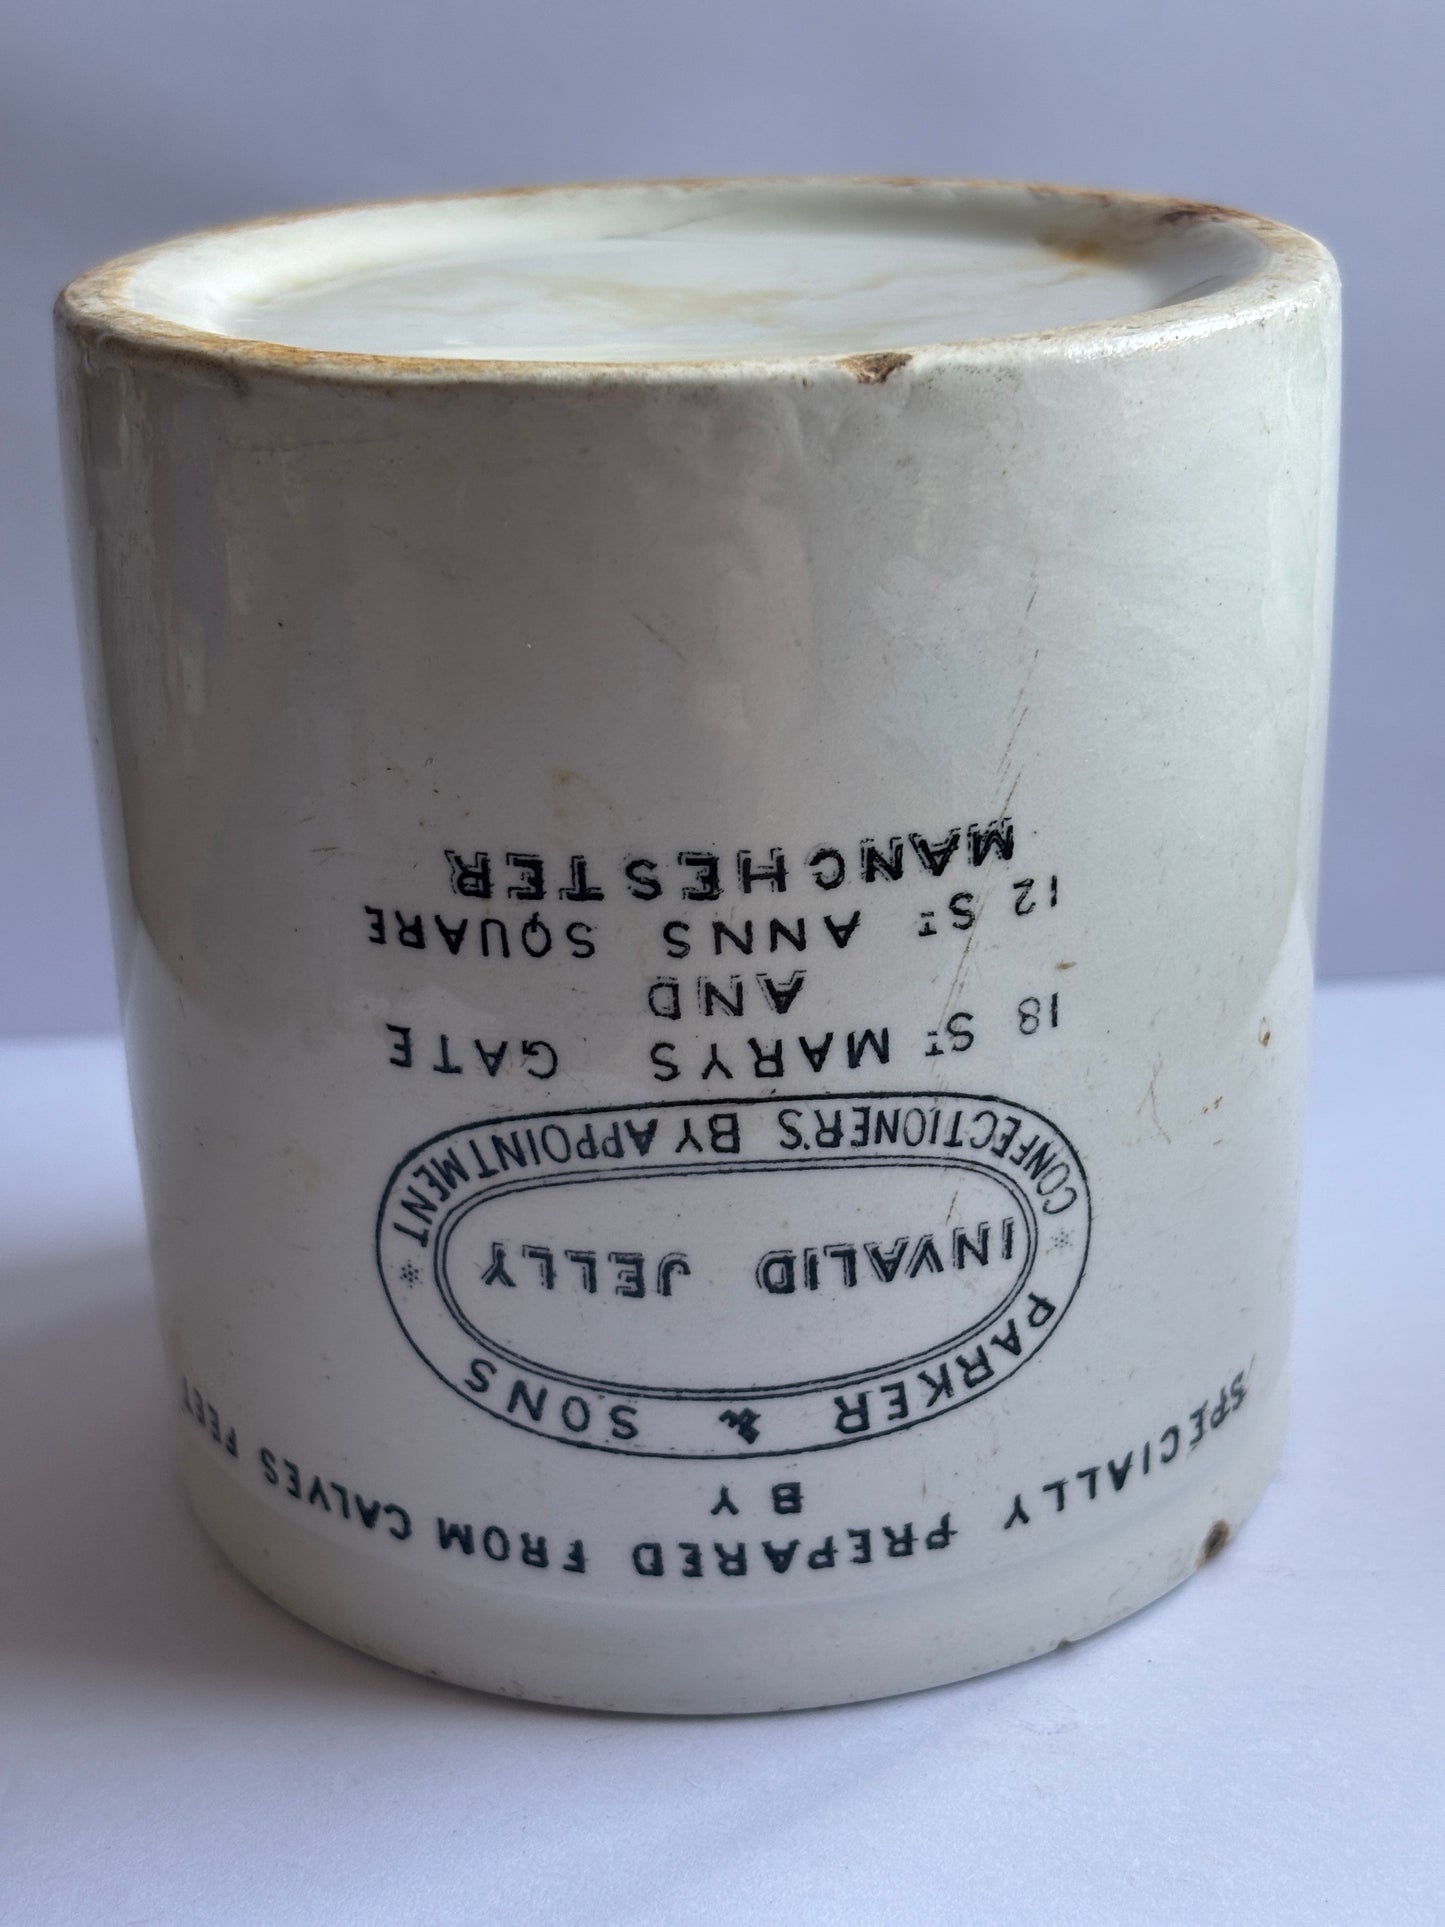 SPECIALLY PREPARED FROM CALVES FEET
BY
PARKER & SONS
INVALID JELLY
* CONFECTIONER'S BY APPOINTMENT *
18 ST MARYS GATE
AND
12 ST ANNS SQUARE
MANCHESTER